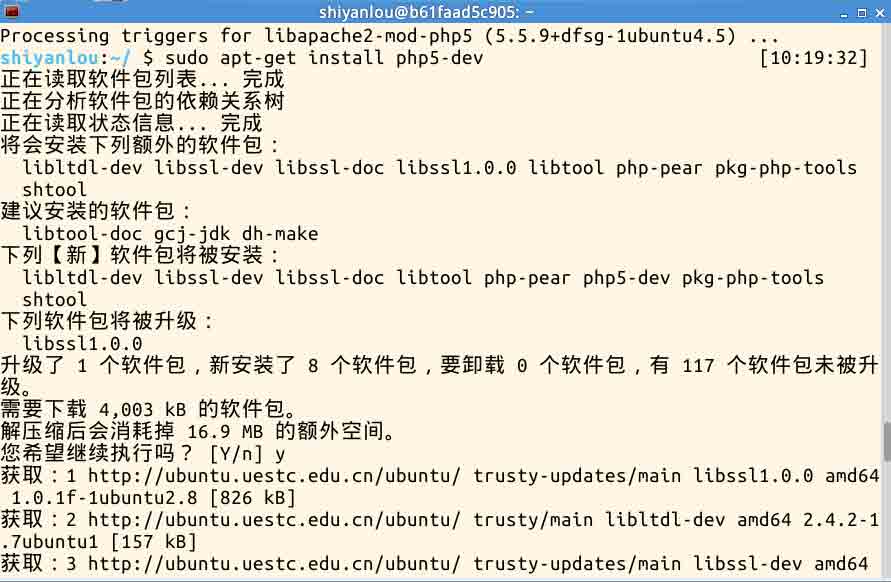 shiyanlou@b61faad5c905: ~
Processing triggers for libapache2-mod-php5 (5.5.9+dfsg-1ubuntu4.5) ...
shiyanlou:~/ $ sudo apt-get install php5-dev [10:19:32]
正在读取软件包列表... 完成
正在分析软件包的依赖关系树
正在读取状态信息... 完成
将会安装下列额外的软件包：
libltdl-dev libssl-dev libssl-doc libssl1.0.0 libtool php-pear pkg-php-tools
shtool
建议安装的软件包：
libtool-doc gcj-jdk dh-make
下列【新】软件包将被安装：
libltdl-dev libssl-dev libssl-doc libtool php-pear php5-dev pkg-php-tools
shtool
下列软件包将被升级：
libssl1.0.0
升级了 1 个软件包，新安装了 8 个软件包，要卸载 0 个软件包，有 117 个软件包未被升
级。
需要下载 4,003 kB 的软件包。
解压缩后会消耗掉 16.9 MB 的额外空间。
您希望继续执行吗？ [Y/n] y
获取：1 http://ubuntu.uestc.edu.cn/ubuntu/ trusty-updates/main libssl1.0.0 amd64
1.0.1f-1ubuntu2.8 [826 kB]
获取：2 http://ubuntu.uestc.edu.cn/ubuntu/ trusty/main libltdl-dev amd64 2.4.2-1
.7ubuntu1 [157 kB]
获取：3 http://ubuntu.uestc.edu.cn/ubuntu/ trusty-updates/main libssl-dev amd64